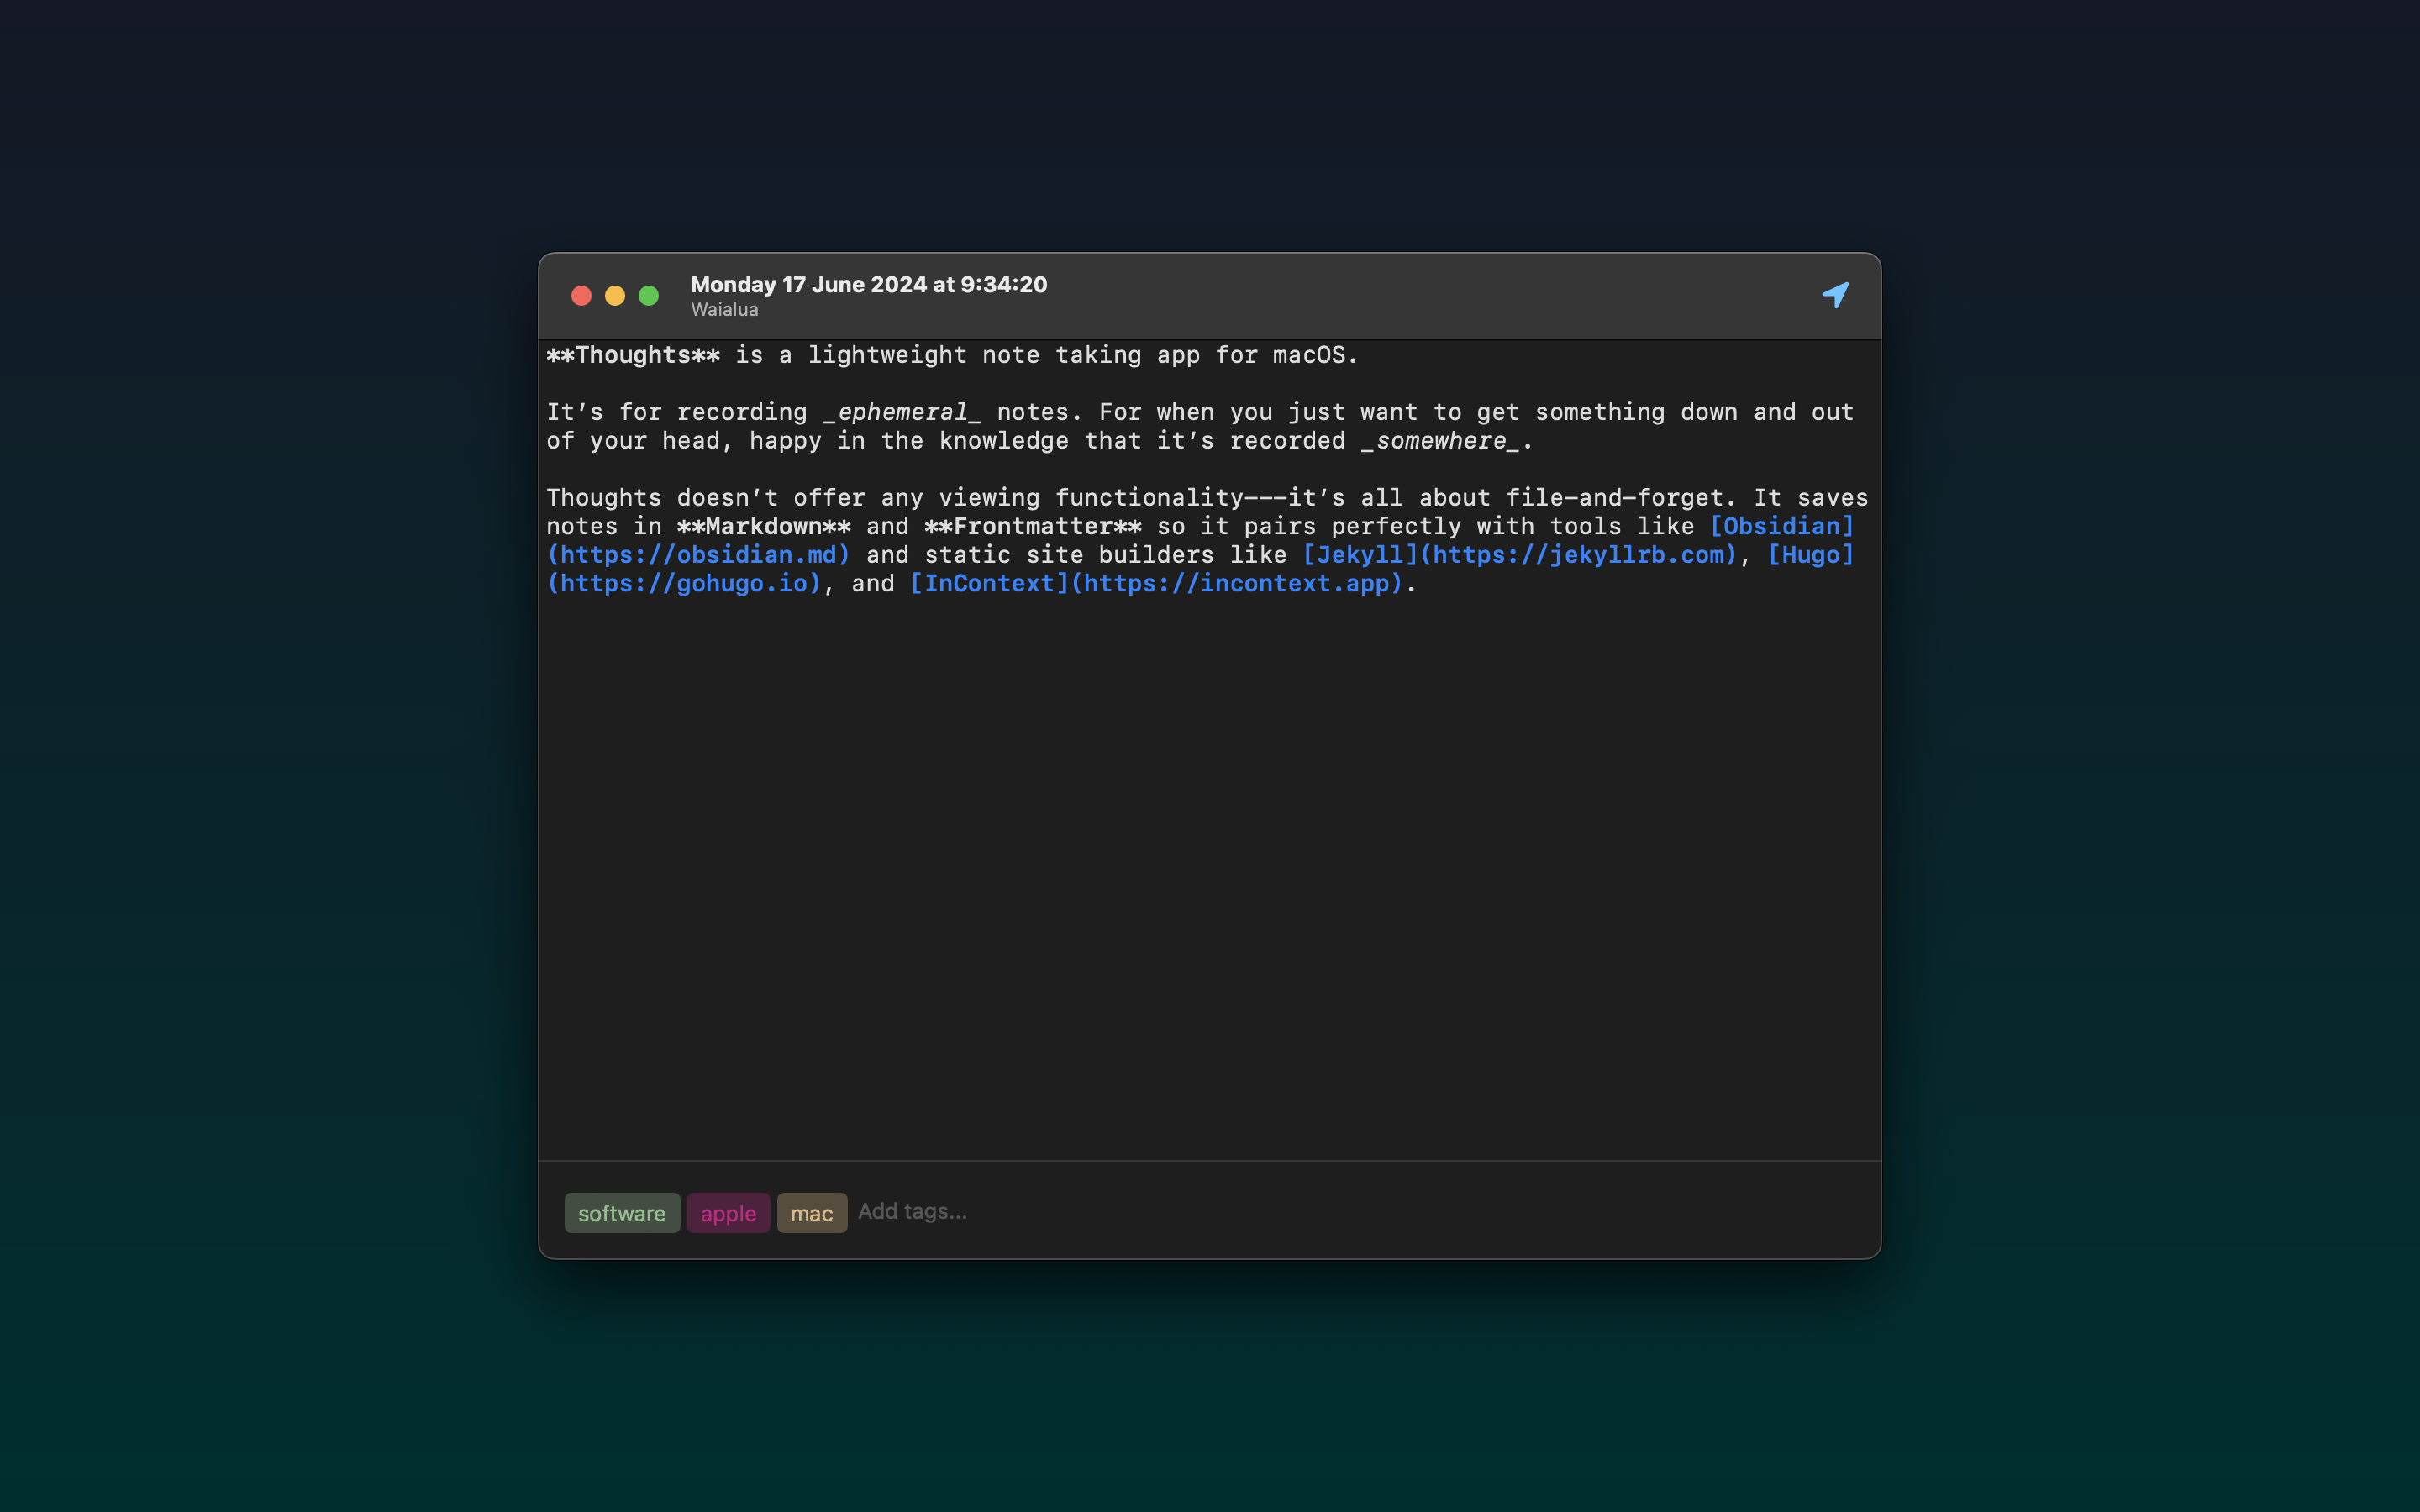 Monday 17 June 2024 at 9:34:20
Waialua
**Thoughts** is a lightweight note taking app for macOS.
It’s for recording _ephemeral_ notes. For when you just want to get something down and out
of your head, happy in the knowledge that it’s recorded _somewhere_.
Thoughts doesn’t offer any viewing functionality---it’s all about file-and-forget. It saves
notes in **Markdown** and **Frontmatter** so it pairs perfectly with tools like [Obsidian]
(https://obsidian.md) and static site builders like [Jekyll](https://jekyllrb.com), [Hugo]
(https://gohugo.io), and [InContext](https://incontext.app).
software apple mac Add tags...